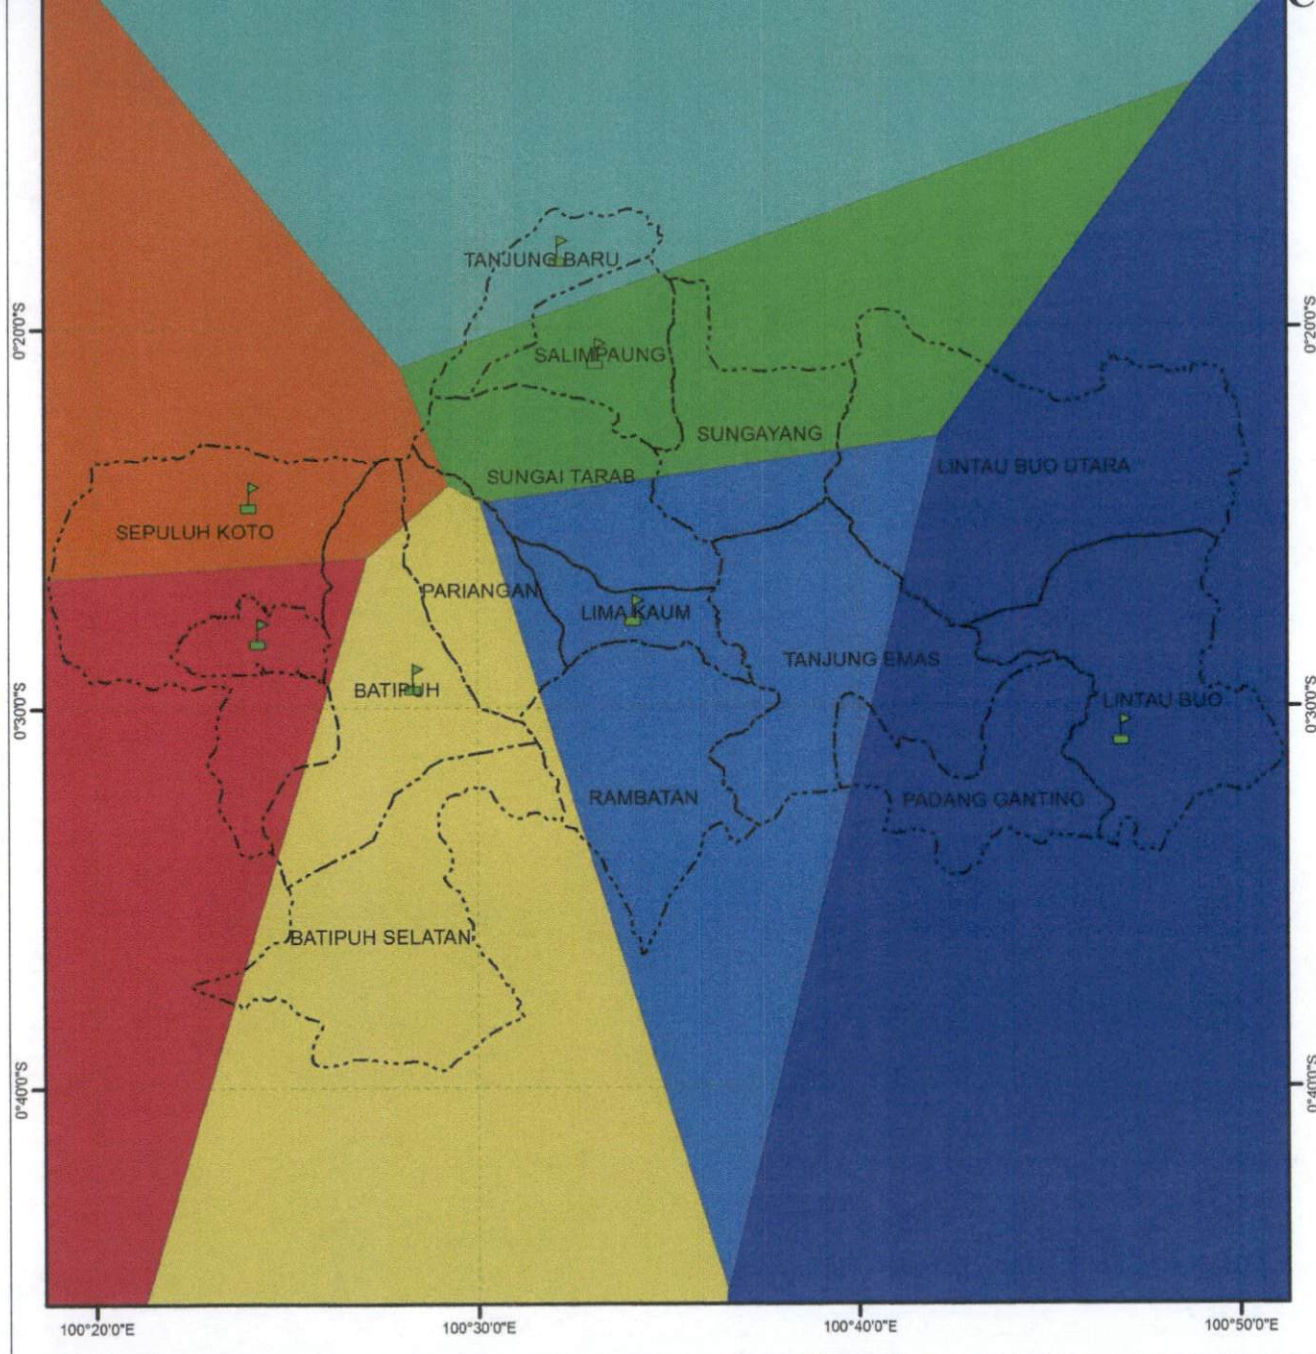 C
TANJUNG BARU
0°20'0"S
0°20'0"S
SALIMPAUNG
SUNGAYANG
LINTAU BUO UTARA
SUNGAI TARAB
SEPULUH KOTO
PARIANGAN
LIMA KAUM
TANJUNG EMAS
BATIPUH
0°30'0"S
0°30'0"S
LINTAU BUO
RAMBATAN
PADANG GANTING
BATIPUH SELATAN
0°40'0"S
0°40'0"S
100°20'0"E
100°30'0"E
100°40'0"E
100°50'0"E